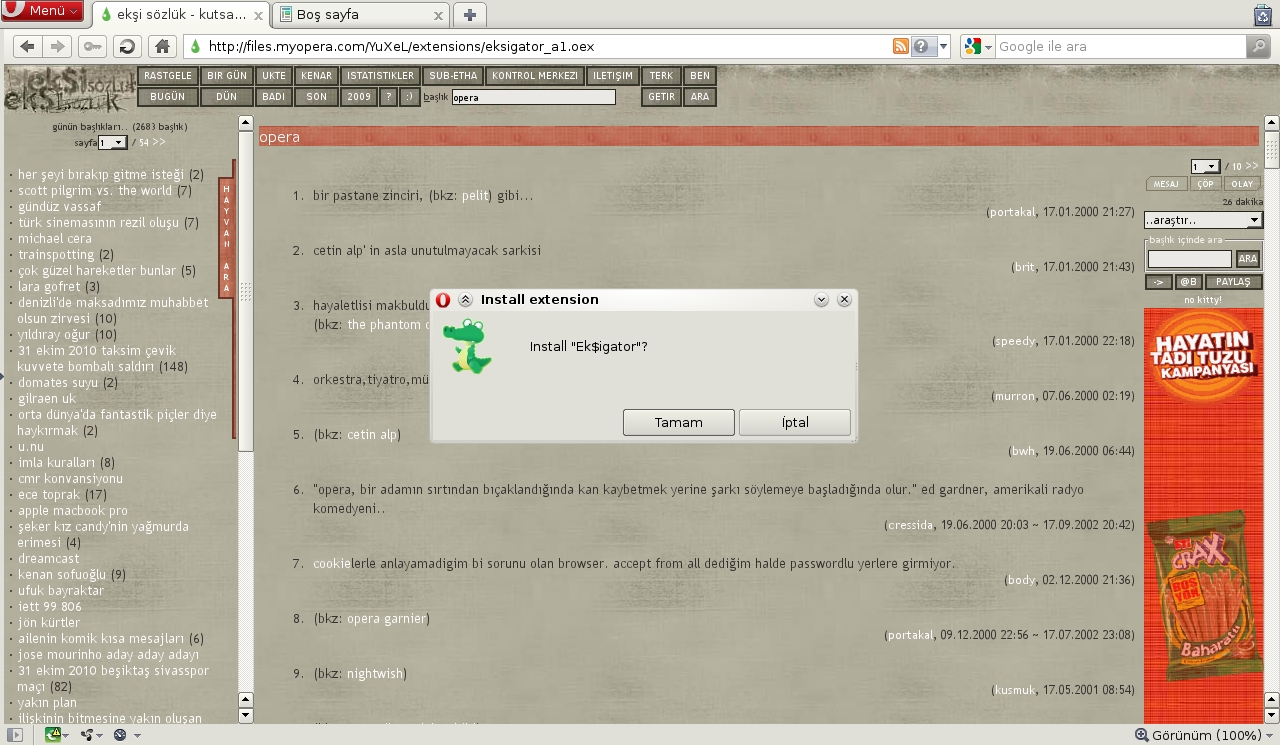 Menü
ekşi sözlük - kutsa...
Boş sayfa
http://files.myopera.com/YuXeL/extensions/eksigator_a1.oex
Google ile ara
RASTGELE BIR GÜN UKTE KENAR ISTATISTIKLER SUB-ETHA KONTROL MERKEZI ILETIŞIM TERK BEN
BUGÜN DÜN BADI SON 2009 ? :) başlık opera GETIR ARA
günün başlıkları.. (2683 başlık)
sayfa 1 / 54 >>
· her şeyi bırakıp gitme isteği (2)
· scott pilgrim vs. the world (7)
· gündüz vassaf
· türk sinemasının rezil oluşu (7)
· michael cera
· trainspotting (2)
· çok güzel hareketler bunlar (5)
· lara gofret (3)
· denizli'de maksadımız muhabbet
olsun zirvesi (10)
· yıldıray oğur (10)
· 31 ekim 2010 taksim çevik
kuvvete bombalı saldırı (148)
· domates suyu (2)
· gilraen uk
· orta dünya'da fantastik piçler diye
haykırmak (2)
· u.nu
· imla kuralları (8)
· cmr konvansiyonu
· ece toprak (17)
· apple macbook pro
· şeker kız candy'nin yağmurda
erimesi (4)
· dreamcast
· kenan sofuoğlu (9)
· ufuk bayraktar
· iett 99 806
· jön kürtler
· ailenin komik kısa mesajları (6)
· jose mourinho aday aday adayı
· 31 ekim 2010 beşiktaş sivasspor
maçı (82)
· yakın plan
· ilişkinin bitmesine yakın oluşan
HAYVAN ARA
opera
1 / 10 >>
MESAJ ÇÖP OLAY
26 dakika
..araştır..
başlık içinde ara
ARA
-> @B PAYLAŞ
no kitty!
1. bir pastane zinciri, (bkz: pelit) gibi...
(portakal, 17.01.2000 21:27)
2. cetin alp' in asla unutulmayacak sarkisi
(brit, 17.01.2000 21:43)
3. hayaletlisi makbuldu
(bkz: the phantom o
(speedy, 17.01.2000 22:18)
4. orkestra,tiyatro,mü
(murron, 07.06.2000 02:19)
5. (bkz: cetin alp)
(bwh, 19.06.2000 06:44)
6. "opera, bir adamın sırtından bıçaklandığında kan kaybetmek yerine şarkı söylemeye başladığında olur." ed gardner, amerikali radyo
komedyeni..
(cressida, 19.06.2000 20:03 ~ 17.09.2002 20:42)
7. cookielerle anlayamadigim bi sorunu olan browser. accept from all dediğim halde passwordlu yerlere girmiyor.
(body, 02.12.2000 21:36)
8. (bkz: opera garnier)
(portakal, 09.12.2000 22:56 ~ 17.07.2002 23:08)
9. (bkz: nightwish)
(kusmuk, 17.05.2001 08:54)
Install extension
Install "Ek$igator"?
Tamam
İptal
HAYATIN
TADI TUZU
KAMPANYASI
ETİ
CRAX
BOŞ
YOK
Baharatlı
Görünüm (100%)